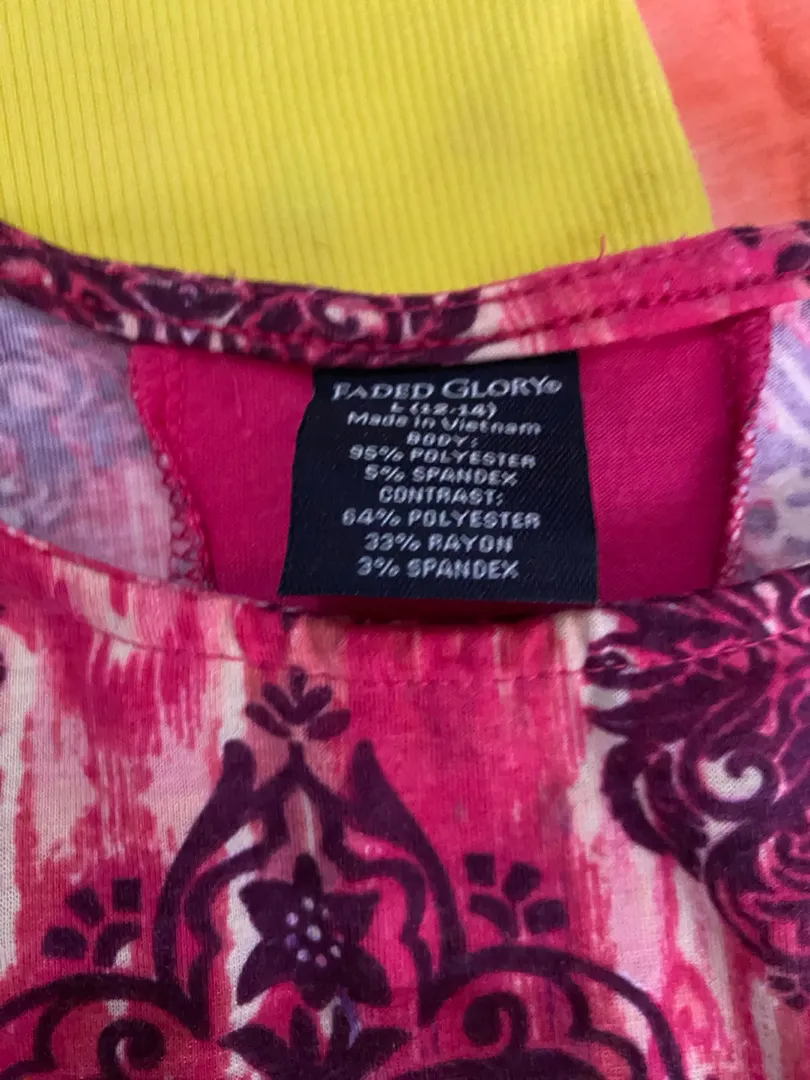 FADED GLORY®
L (12-14)
Made in Vietnam
BODY:
95% POLYESTER
5% SPANDEX
CONTRAST:
64% POLYESTER
33% RAYON
3% SPANDEX